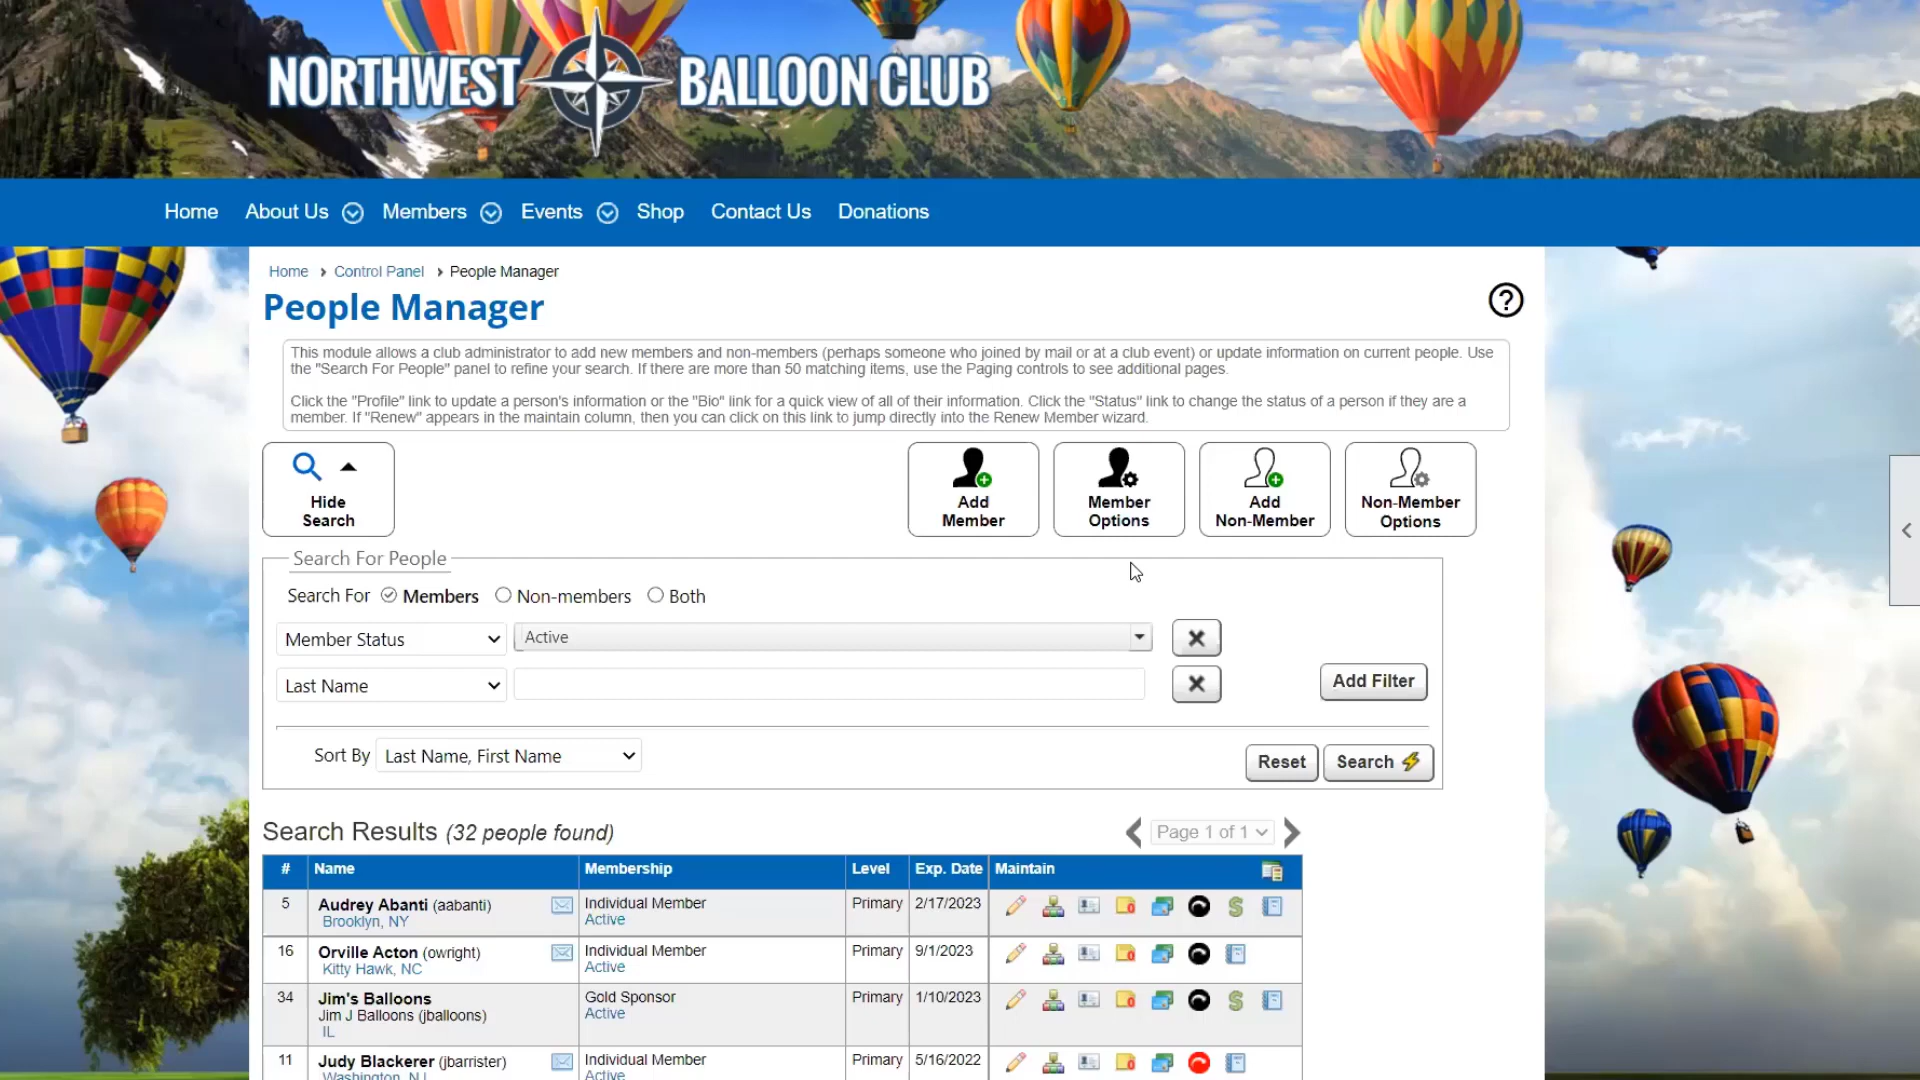 NORTHWEST BALLOON CLUB
Home About Us Members Events Shop Contact Us Donations
Home › Control Panel › People Manager
People Manager
This module allows a club administrator to add new members and non-members (perhaps someone who joined by mail or at a club event) or update information on current people. Use
the "Search For People" panel to refine your search. If there are more than 50 matching items, use the Paging controls to see additional pages.
Click the "Profile" link to update a person's information or the "Bio" link for a quick view of all of their information. Click the "Status" link to change the status of a person if they are a
member. If "Renew" appears in the maintain column, then you can click on this link to jump directly into the Renew Member wizard.
Hide
Search
Add
Member
Member
Options
Add
Non-Member
Non-Member
Options
Search For People
Search For Members Non-members Both
Member Status Active
Last Name
Add Filter
Sort By Last Name, First Name
Reset Search
Search Results (32 people found)
Page 1 of 1
# Name Membership Level Exp. Date Maintain
5 Audrey Abanti (aabanti) Individual Member Primary 2/17/2023
Brooklyn, NY Active
16 Orville Acton (owright) Individual Member Primary 9/1/2023
Kitty Hawk, NC Active
34 Jim's Balloons Gold Sponsor Primary 1/10/2023
Jim J Balloons (jballoons) Active
IL
11 Judy Blackerer (jbarrister) Individual Member Primary 5/16/2022
Washington, NJ Active